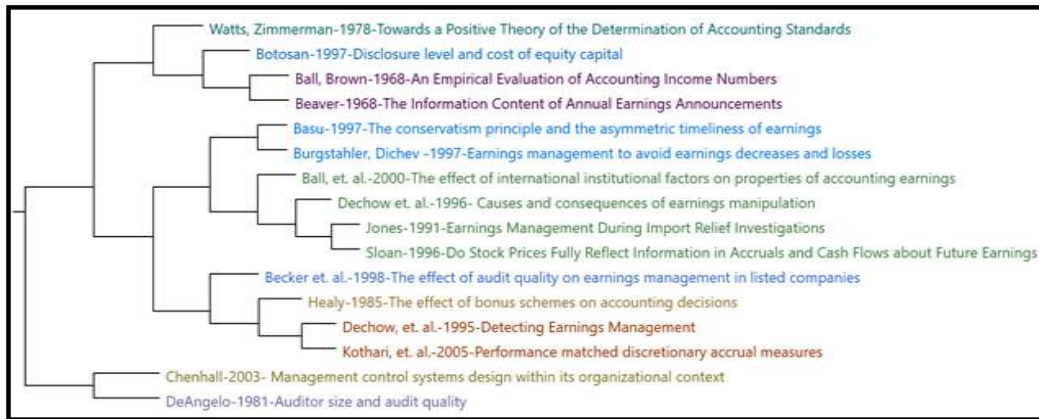 Watts, Zimmerman-1978-Towards a Positive Theory of the Determination of Accounting Standards
Botosan-1997-Disclosure level and cost of equity capital
Ball, Brown-1968-An Empirical Evaluation of Accounting Income Numbers
Beaver-1968-The Information Content of Annual Earnings Announcements
Basu-1997-The conservatism principle and the asymmetric timeliness of earnings
Burgstahler, Dichev -1997-Earnings management to avoid earnings decreases and losses
Ball, et. al.-2000-The effect of international institutional factors on properties of accounting earnings
Dechow et al.-1996- Causes and consequences of earnings manipulation
Jones-1991-Earnings Management During Import Relief Investigations
Sloan-1996-Do Stock Prices Fully Reflect Information in Accruals and Cash Flows about Future Earnings
Becker et. al.-1998-The effect of audit quality on earnings management in listed companies
Healy-1985-The effect of bonus schemes on accounting decisions
Dechow, et. al.-1995-Detecting Earnings Management
Kothari, et. al.-2005-Performance matched discretionary accrual measures
Chenhall-2003- Management control systems design within its organizational context
DeAngelo-1981-Auditor size and audit quality